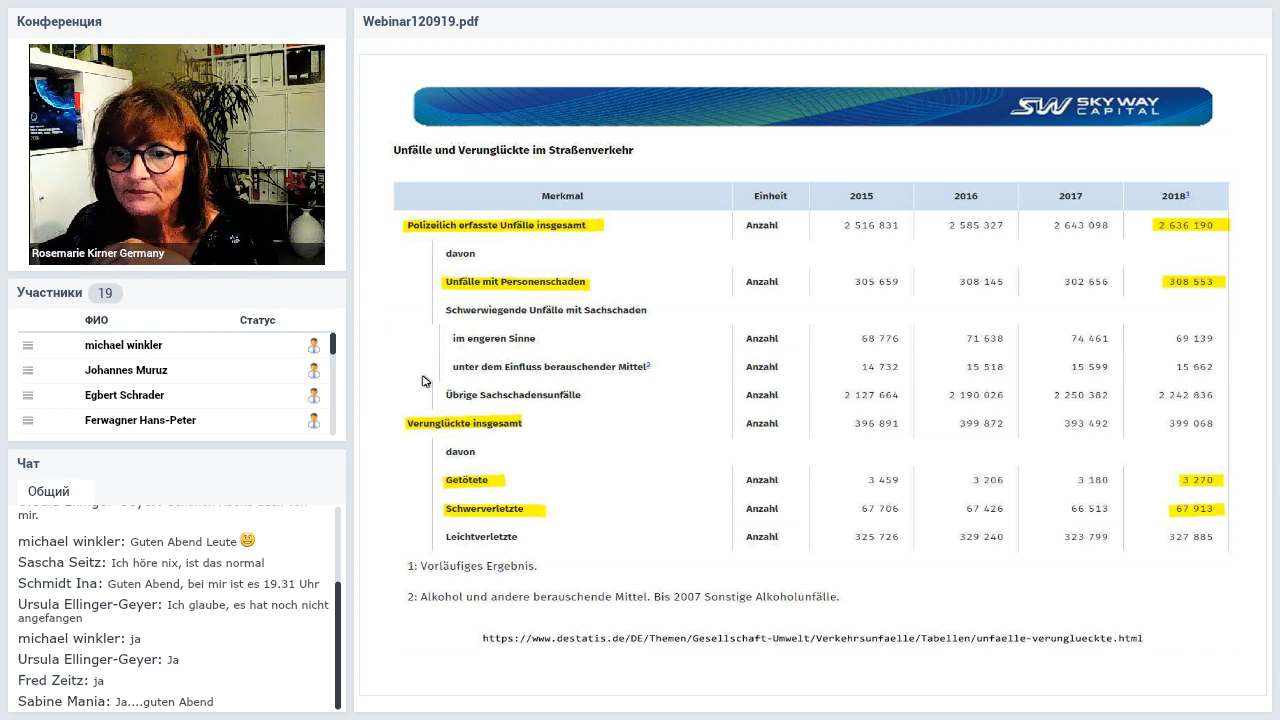 Конференция
Rosemarie Kirner Germany
Участники 19
ФИО Статус
michael winkler
Johannes Muruz
Egbert Schrader
Ferwagner Hans-Peter
Чат
Общий
mir.
michael winkler: Guten Abend Leute
Sascha Seitz: Ich höre nix, ist das normal
Schmidt Ina: Guten Abend, bei mir ist es 19.31 Uhr
Ursula Ellinger-Geyer: Ich glaube, es hat noch nicht
angefangen
michael winkler: ja
Ursula Ellinger-Geyer: Ja
Fred Zeitz: ja
Sabine Mania: Ja....guten Abend
Webinar120919.pdf
SW SKY WAY
CAPITAL
Unfälle und Verunglückte im Straßenverkehr
Merkmal Einheit 2015 2016 2017 2018¹
Polizeilich erfasste Unfälle insgesamt Anzahl 2 516 831 2 585 327 2 643 098 2 636 190
davon
Unfälle mit Personenschaden Anzahl 305 659 308 145 302 656 308 553
Schwerwiegende Unfälle mit Sachschaden
im engeren Sinne Anzahl 68 776 71 638 74 461 69 139
unter dem Einfluss berauschender Mittel² Anzahl 14 732 15 518 15 599 15 662
Übrige Sachschadensunfälle Anzahl 2 127 664 2 190 026 2 250 382 2 242 836
Verunglückte insgesamt Anzahl 396 891 399 872 393 492 399 068
davon
Getötete Anzahl 3 459 3 206 3 180 3 270
Schwerverletzte Anzahl 67 706 67 426 66 513 67 913
Leichtverletzte Anzahl 325 726 329 240 323 799 327 885
1: Vorläufiges Ergebnis.
2: Alkohol und andere berauschende Mittel. Bis 2007 Sonstige Alkoholunfälle.
https://www.destatis.de/DE/Themen/Gesellschaft-Umwelt/Verkehrsunfaelle/Tabellen/unfaelle-verunglueckte.html